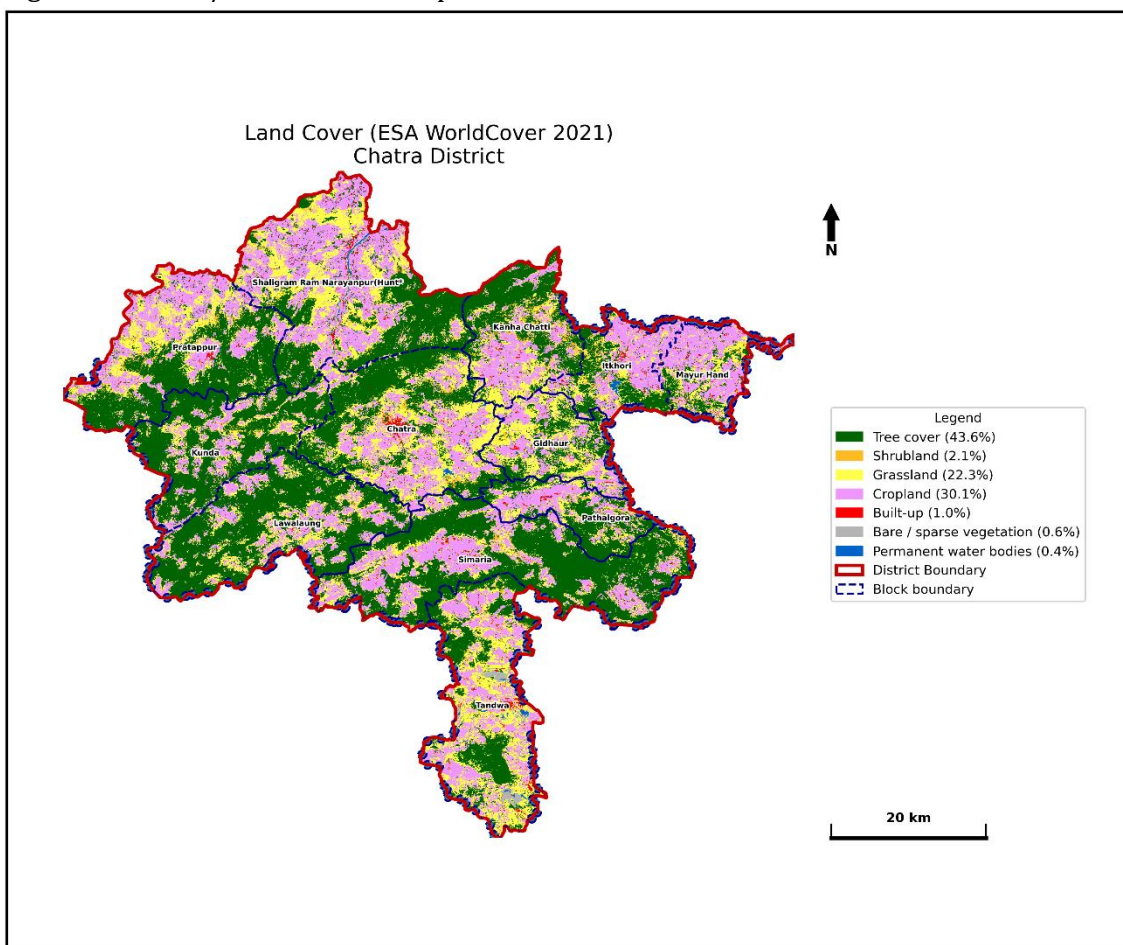 Land Cover (ESA WorldCover 2021)
Chatra District
N
Shaligram Ram Narayanpur(Hunt*
Kanha Chatti
Pratappur
Itkhori
Mayur Hand
Chatra
Gidhaur
Kunda
Lawalaung
Pathalgora
Simaria
Tandwa
Legend
Tree cover (43.6%)
Shrubland (2.1%)
Grassland (22.3%)
Cropland (30.1%)
Built-up (1.0%)
Bare / sparse vegetation (0.6%)
Permanent water bodies (0.4%)
District Boundary
Block boundary
20 km